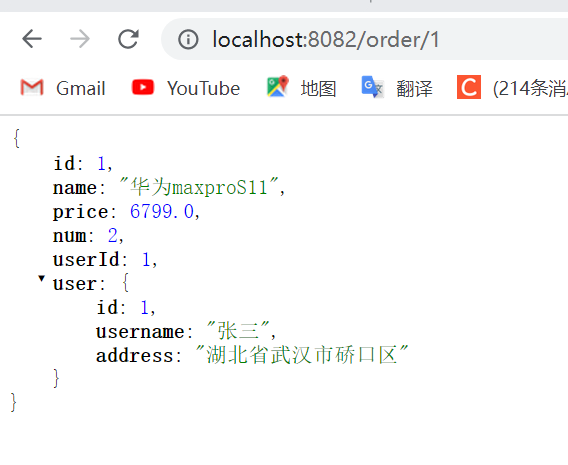 localhost:8082/order/1
Gmail YouTube 地图 翻译 C (214条消
{
id: 1,
name: "华为maxproS11",
price: 6799.0,
num: 2,
userId: 1,
user: {
id: 1,
username: "张三",
address: "湖北省武汉市硚口区"
}
}